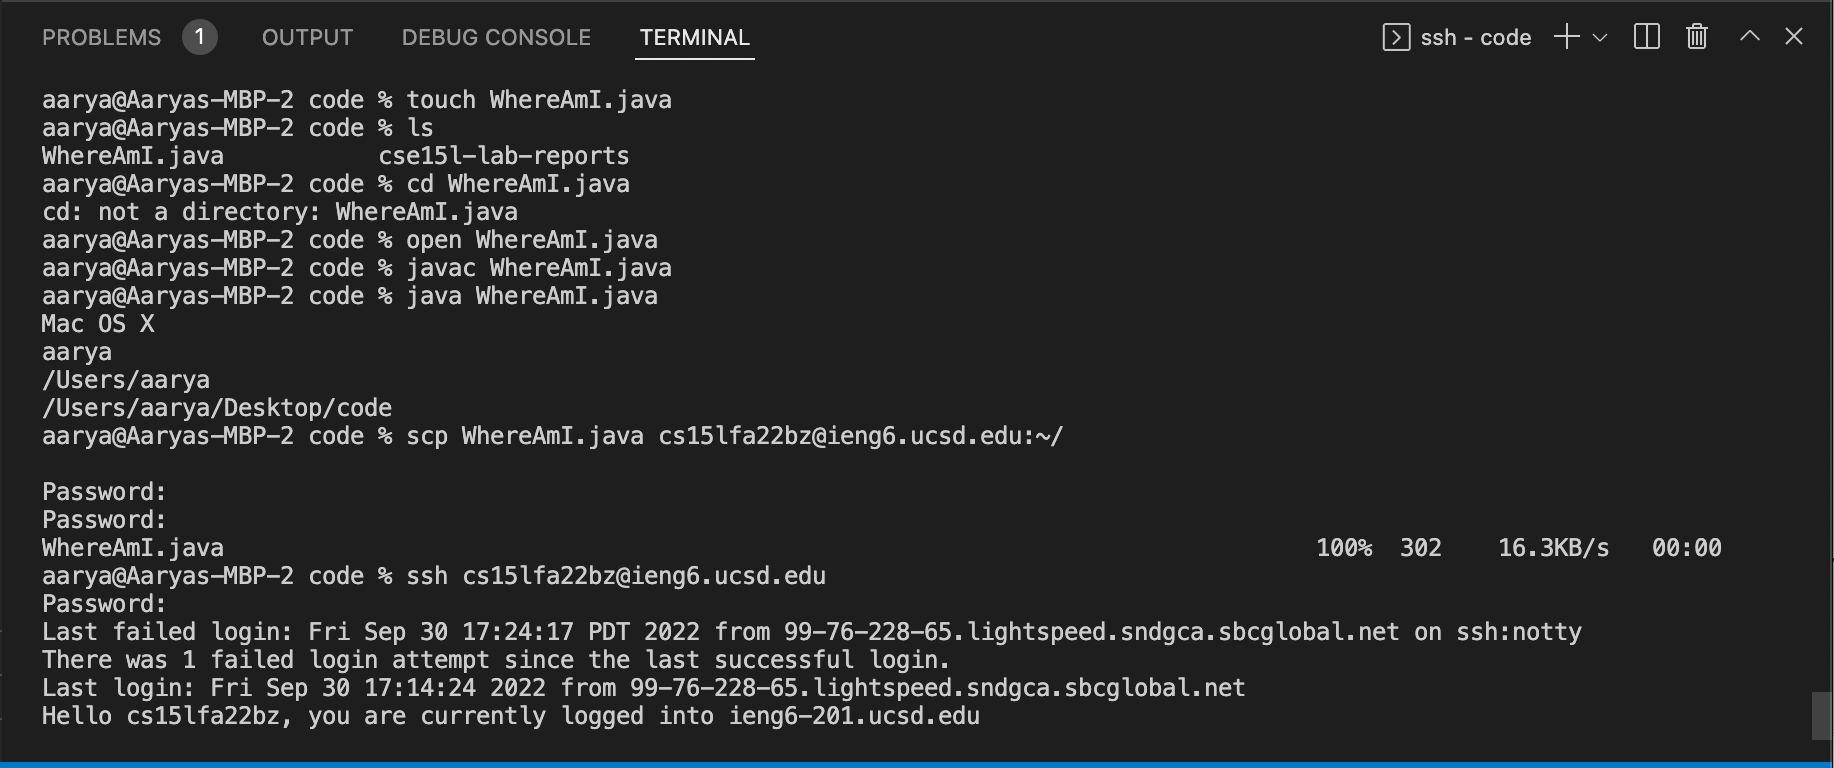 PROBLEMS 1 OUTPUT DEBUG CONSOLE TERMINAL ssh - code
aarya@Aaryas-MBP-2 code % touch WhereAmI.java
aarya@Aaryas-MBP-2 code % ls
WhereAmI.java cse15l-lab-reports
aarya@Aaryas-MBP-2 code % cd WhereAmI.java
cd: not a directory: WhereAmI.java
aarya@Aaryas-MBP-2 code % open WhereAmI.java
aarya@Aaryas-MBP-2 code % javac WhereAmI.java
aarya@Aaryas-MBP-2 code % java WhereAmI.java
Mac OS X
aarya
/Users/aarya
/Users/aarya/Desktop/code
aarya@Aaryas-MBP-2 code % scp WhereAmI.java cs15lfa22bz@ieng6.ucsd.edu:~/
Password:
Password:
WhereAmI.java 100% 302 16.3KB/s 00:00
aarya@Aaryas-MBP-2 code % ssh cs15lfa22bz@ieng6.ucsd.edu
Password:
Last failed login: Fri Sep 30 17:24:17 PDT 2022 from 99-76-228-65.lightspeed.sndgca.sbcglobal.net on ssh:notty
There was 1 failed login attempt since the last successful login.
Last login: Fri Sep 30 17:14:24 2022 from 99-76-228-65.lightspeed.sndgca.sbcglobal.net
Hello cs15lfa22bz, you are currently logged into ieng6-201.ucsd.edu